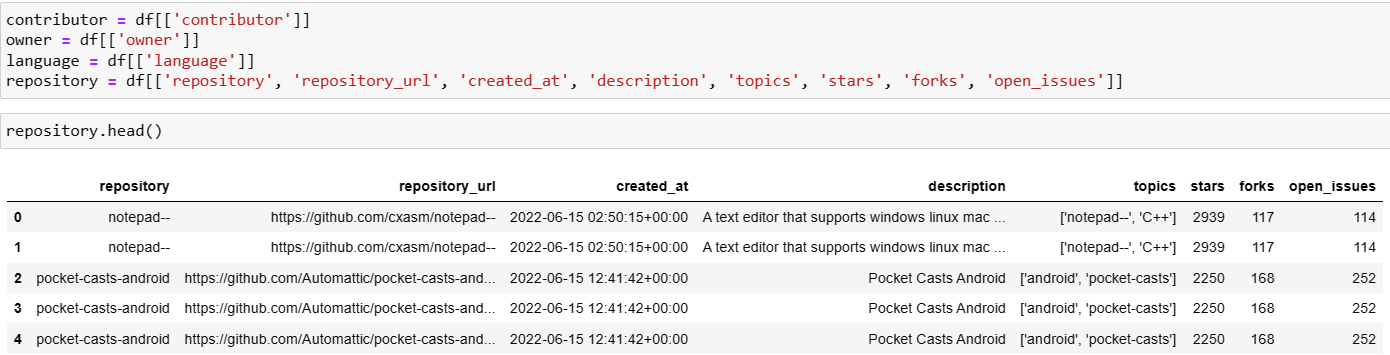 contributor = df[['contributor']]
owner = df[['owner']]
language = df[['language']]
repository = df[['repository', 'repository_url', 'created_at', 'description', 'topics', 'stars', 'forks', 'open_issues']]
repository.head()
repository repository_url created_at description topics stars forks open_issues
0 notepad-- https://github.com/cxasm/notepad-- 2022-06-15 02:50:15+00:00 A text editor that supports windows linux mac ... ['notepad--', 'C++'] 2939 117 114
1 notepad-- https://github.com/cxasm/notepad-- 2022-06-15 02:50:15+00:00 A text editor that supports windows linux mac ... ['notepad--', 'C++'] 2939 117 114
2 pocket-casts-android https://github.com/Automattic/pocket-casts-and... 2022-06-15 12:41:42+00:00 Pocket Casts Android ['android', 'pocket-casts'] 2250 168 252
3 pocket-casts-android https://github.com/Automattic/pocket-casts-and... 2022-06-15 12:41:42+00:00 Pocket Casts Android ['android', 'pocket-casts'] 2250 168 252
4 pocket-casts-android https://github.com/Automattic/pocket-casts-and... 2022-06-15 12:41:42+00:00 Pocket Casts Android ['android', 'pocket-casts'] 2250 168 252